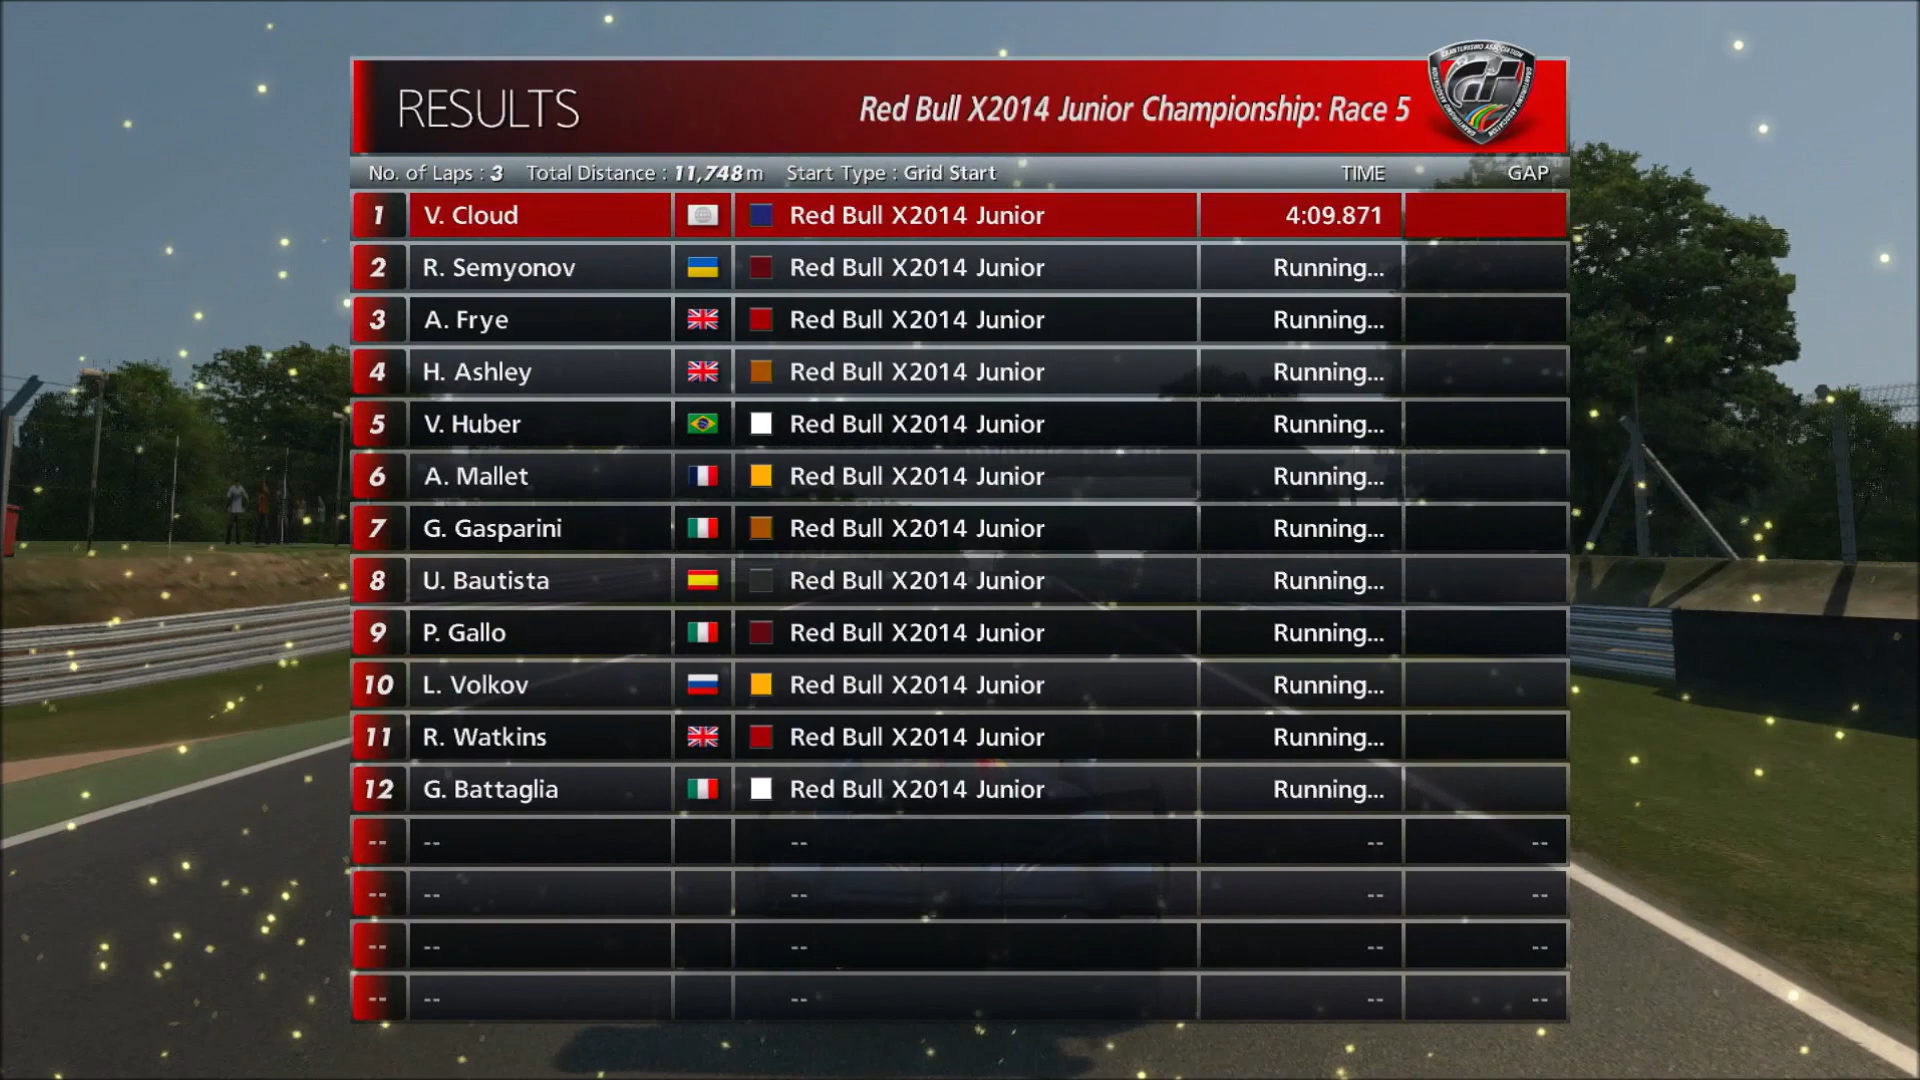 RESULTS
Red Bull X2014 Junior Championship: Race 5
No. of Laps : 3 Total Distance : 11,748m Start Type : Grid Start TIME GAP
1 V. Cloud Red Bull X2014 Junior 4:09.871
2 R. Semyonov Red Bull X2014 Junior Running...
3 A. Frye Red Bull X2014 Junior Running...
4 H. Ashley Red Bull X2014 Junior Running...
5 V. Huber Red Bull X2014 Junior Running...
6 A. Mallet Red Bull X2014 Junior Running...
7 G. Gasparini Red Bull X2014 Junior Running...
8 U. Bautista Red Bull X2014 Junior Running...
9 P. Gallo Red Bull X2014 Junior Running...
10 L. Volkov Red Bull X2014 Junior Running...
11 R. Watkins Red Bull X2014 Junior Running...
12 G. Battaglia Red Bull X2014 Junior Running...
-- -- -- -- --
-- -- -- -- --
-- -- -- -- --
-- -- -- -- --